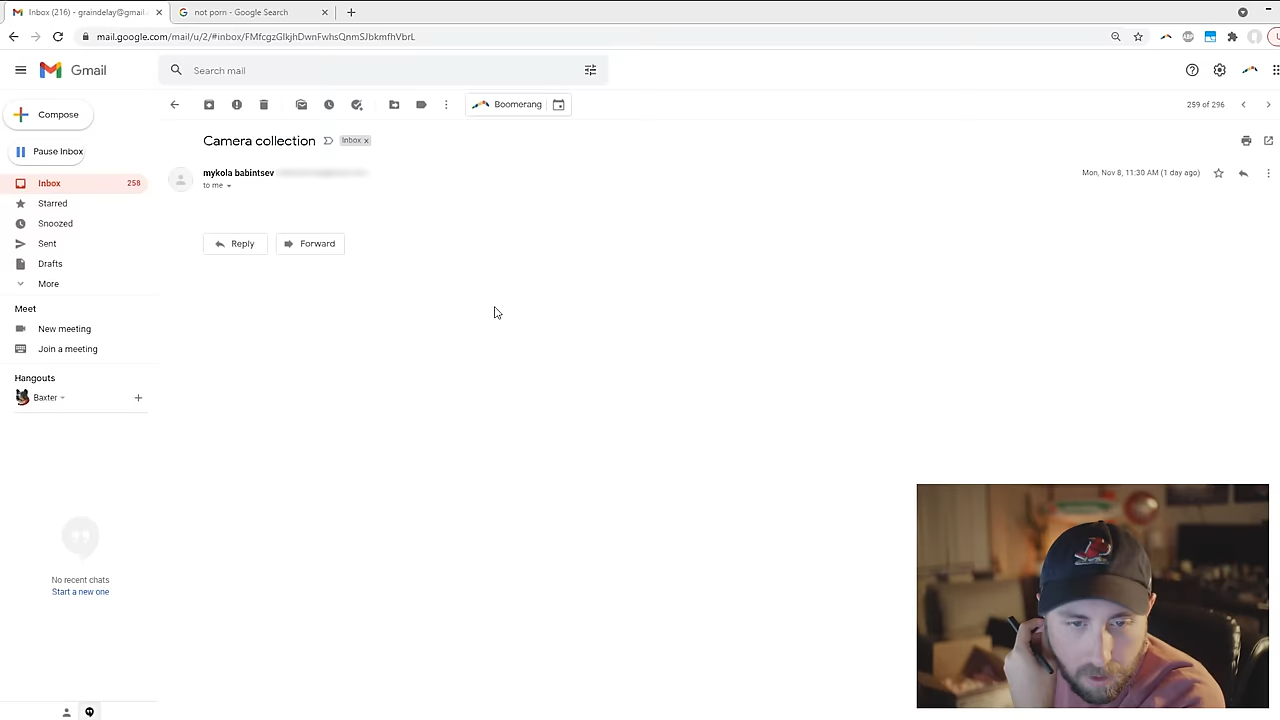 Inbox (216) - graindelay@gmail.
not porn - Google Search
mail.google.com/mail/u/2/#inbox/FMfcgzGlkjhDwnFwhsQnmSJbkmfhVbrL
Gmail
Search mail
Compose
Boomerang
259 of 296
Pause Inbox
Camera collection
Inbox x
mykola babintsev
Mon, Nov 8, 11:30 AM (1 day ago)
to me
Inbox 258
Starred
Snoozed
Sent
Drafts
More
Reply
Forward
Meet
New meeting
Join a meeting
Hangouts
Baxter
No recent chats
Start a new one